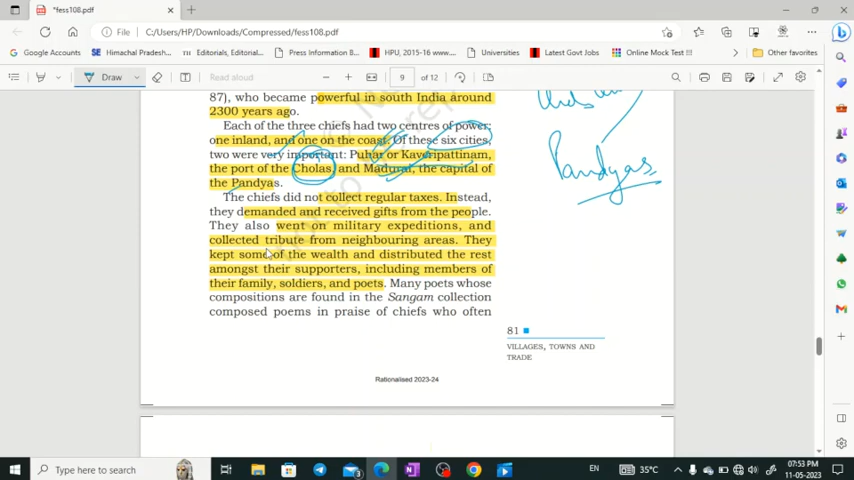 *fess108.pdf
File
C:/Users/HP/Downloads/Compressed/fess108.pdf
Google Accounts
Himachal Pradesh...
Editorials, Editorial...
Press Information B...
HPU, 2015-16 www...
Universities
Latest Govt Jobs
Online Mock Test !!!
Other favorites
Draw
Read aloud
9 of 12
87), who became powerful in south India around
2300 years ago.
Each of the three chiefs had two centres of power:
one inland, and one on the coast. Of these six cities,
two were very important: Puhar or Kaveripattinam,
the port of the Cholas, and Madurai, the capital of
the Pandyas.
The chiefs did not collect regular taxes. Instead,
they demanded and received gifts from the people.
They also went on military expeditions, and
collected tribute from neighbouring areas. They
kept some of the wealth and distributed the rest
amongst their supporters, including members of
their family, soldiers, and poets. Many poets whose
compositions are found in the Sangam collection
composed poems in praise of chiefs who often
Pandyas
81
VILLAGES, TOWNS AND
TRADE
Rationalised 2023-24
Type here to search
EN
35°C
07:53 PM
11-05-2023